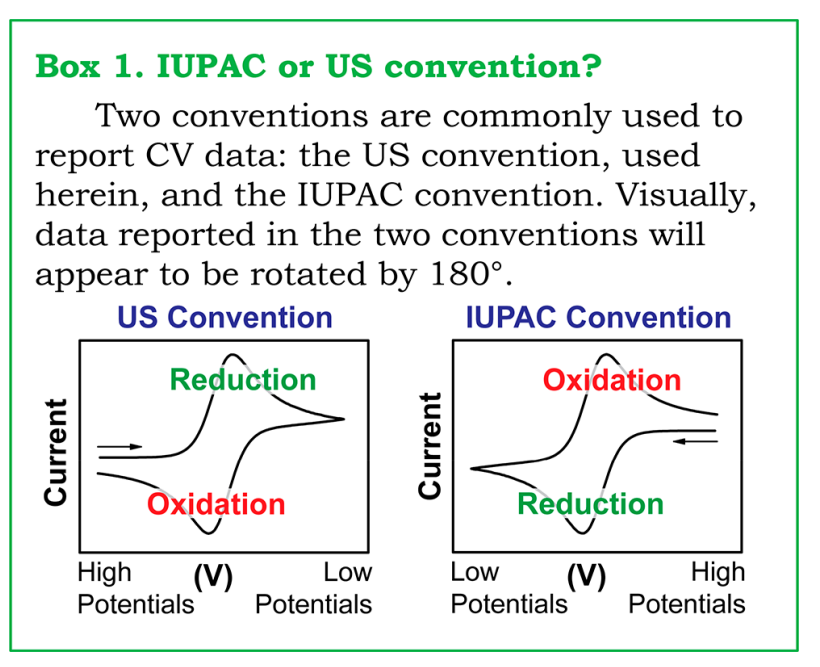 Box 1. IUPAC or US convention?
Two conventions are commonly used to
report CV data: the US convention, used
herein, and the IUPAC convention. Visually,
data reported in the two conventions will
appear to be rotated by 180°.
US Convention
Current
Reduction
Oxidation
High Potentials
(V)
Low Potentials
IUPAC Convention
Current
Oxidation
Reduction
Low Potentials
(V)
High Potentials